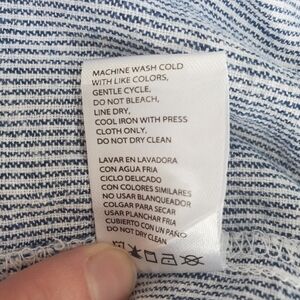 MACHINE WASH COLD
WITH LIKE COLORS,
GENTLE CYCLE,
DO NOT BLEACH,
LINE DRY,
COOL IRON WITH PRESS
CLOTH ONLY,
DO NOT DRY CLEAN
LAVAR EN LAVADORA
CON AGUA FRIA
CICLO DELICADO
CON COLORES SIMILARES
NO USAR BLANQUEADOR
COLGAR PARA SECAR
USAR PLANCHAR FRIA
CUBIERTO CON UN PAÑO
DO NOT DRY CLEAN